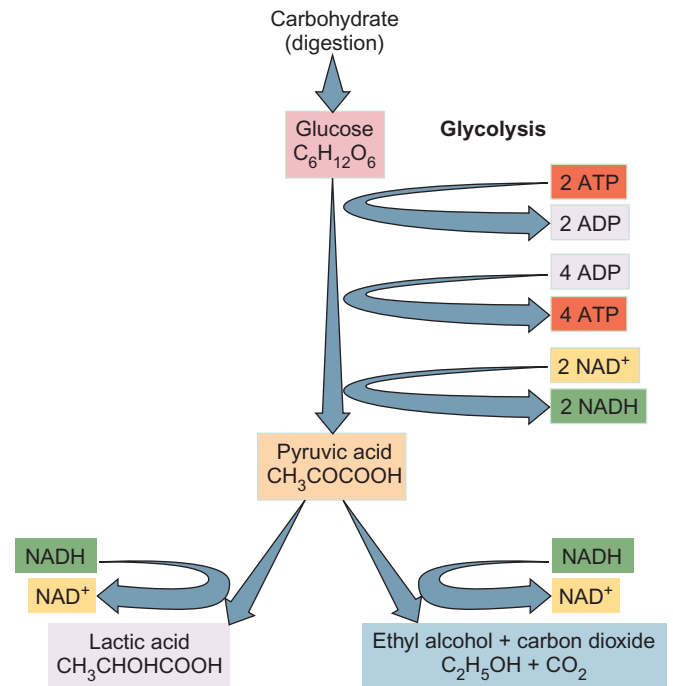 Carbohydrate
(digestion)
Glucose
C₆H₁₂O₆
Glycolysis
2 ATP
2 ADP
4 ADP
4 ATP
2 NAD⁺
2 NADH
Pyruvic acid
CH₃COCOOH
NADH
NAD⁺
Lactic acid
CH₃CHOHCOOH
NADH
NAD⁺
Ethyl alcohol + carbon dioxide
C₂H₅OH + CO₂